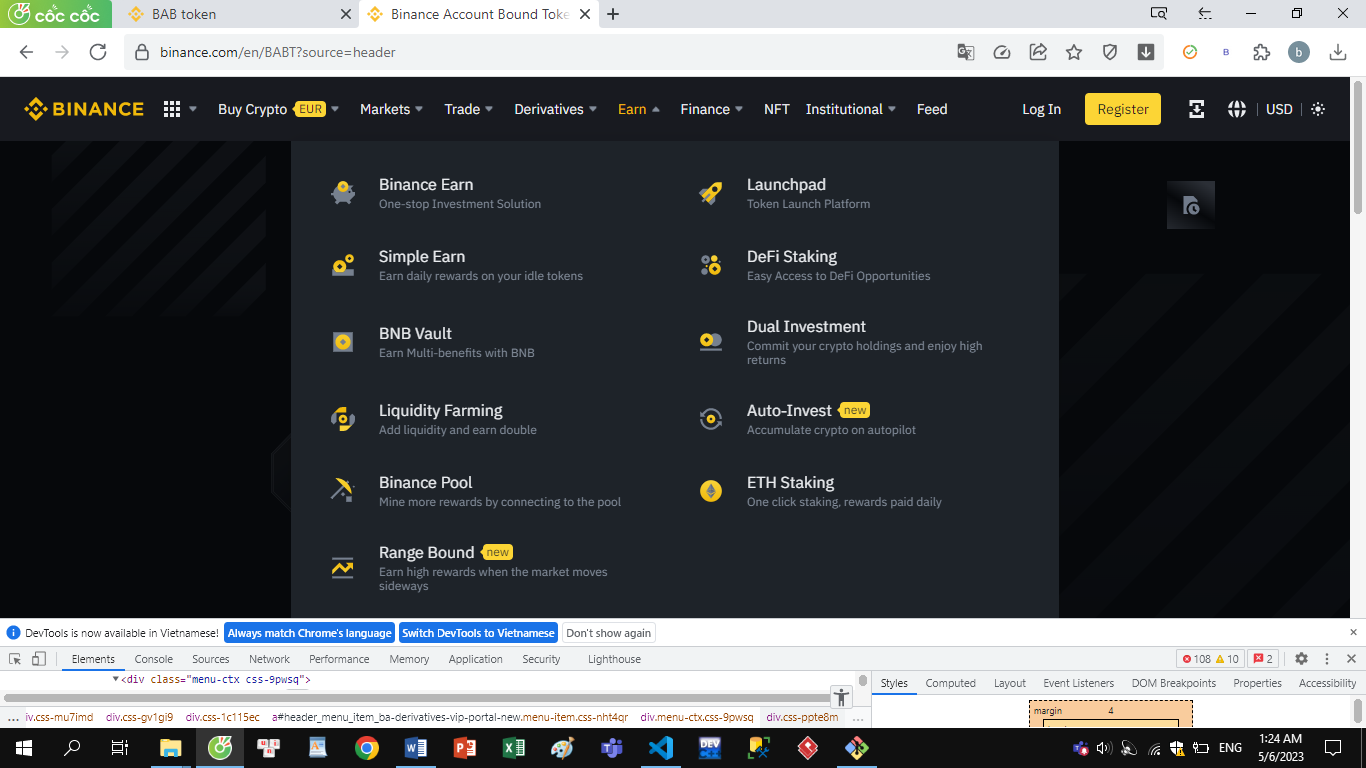 cốc cốc
BAB token
Binance Account Bound Toke
binance.com/en/BABT?source=header
B
b
BINANCE
Buy Crypto EUR
Markets
Trade
Derivatives
Earn
Finance
NFT
Institutional
Feed
Log In
Register
USD
Binance Earn
One-stop Investment Solution
Launchpad
Token Launch Platform
Simple Earn
Earn daily rewards on your idle tokens
DeFi Staking
Easy Access to DeFi Opportunities
BNB Vault
Earn Multi-benefits with BNB
Dual Investment
Commit your crypto holdings and enjoy high
returns
Liquidity Farming
Add liquidity and earn double
Auto-Invest new
Accumulate crypto on autopilot
Binance Pool
Mine more rewards by connecting to the pool
ETH Staking
One click staking, rewards paid daily
Range Bound new
Earn high rewards when the market moves
sideways
DevTools is now available in Vietnamese!
Always match Chrome's language
Switch DevTools to Vietnamese
Don't show again
Elements
Console
Sources
Network
Performance
Memory
Application
Security
Lighthouse
108
10
2
<div class="menu-ctx css-9pwsq">
Styles
Computed
Layout
Event Listeners
DOM Breakpoints
Properties
Accessibility
margin 4
... iv.css-mu7imd div.css-gv1gi9 div.css-1c115ec a#header_menu_item_ba-derivatives-vip-portal-new.menu-item.css-nht4qr div.menu-ctx.css-9pwsq div.css-ppte8m ...
DEV
ENG
1:24 AM
5/6/2023